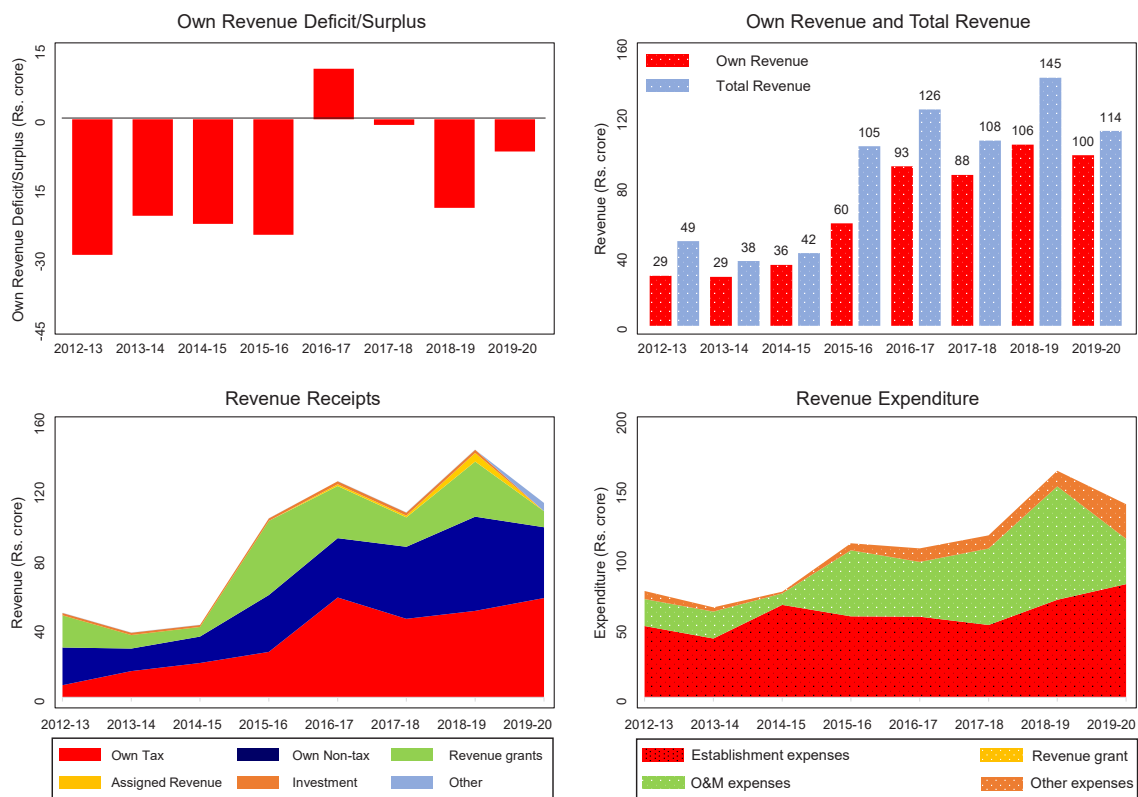 Own Revenue Deficit/Surplus
Own Revenue Deficit/Surplus (Rs. crore)
15
0
15
-30
-45
2012-13 2013-14 2014-15 2015-16 2016-17 2017-18 2018-19 2019-20
Own Revenue and Total Revenue
Revenue (Rs. crore)
160
120
80
40
0
Own Revenue
Total Revenue
29 49 29 38 36 42 60 105 93 126 88 108 106 145 100 114
2012-13 2013-14 2014-15 2015-16 2016-17 2017-18 2018-19 2019-20
Revenue Receipts
Revenue (Rs. crore)
160
120
80
40
0
2012-13 2013-14 2014-15 2015-16 2016-17 2017-18 2018-19 2019-20
Own Tax Own Non-tax Revenue grants
Assigned Revenue Investment Other
Revenue Expenditure
Expenditure (Rs. crore)
200
150
100
50
0
2012-13 2013-14 2014-15 2015-16 2016-17 2017-18 2018-19 2019-20
Establishment expenses Revenue grant
O&M expenses Other expenses